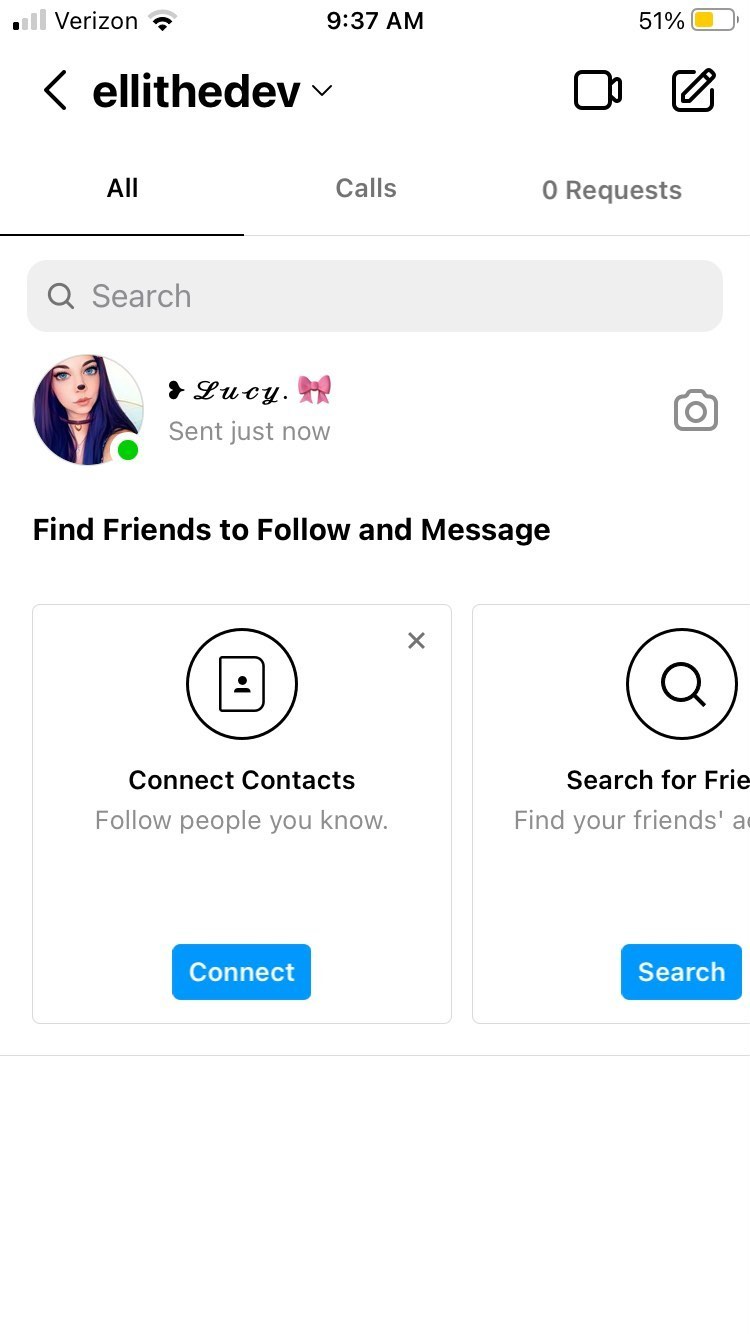 Verizon 9:37 AM 51%
ellithedev
All Calls 0 Requests
Search
❥ 𝓛𝓾𝓬𝔂. 🎀
Sent just now
Find Friends to Follow and Message
Connect Contacts
Follow people you know.
Connect
Search for Frie
Find your friends' a
Search